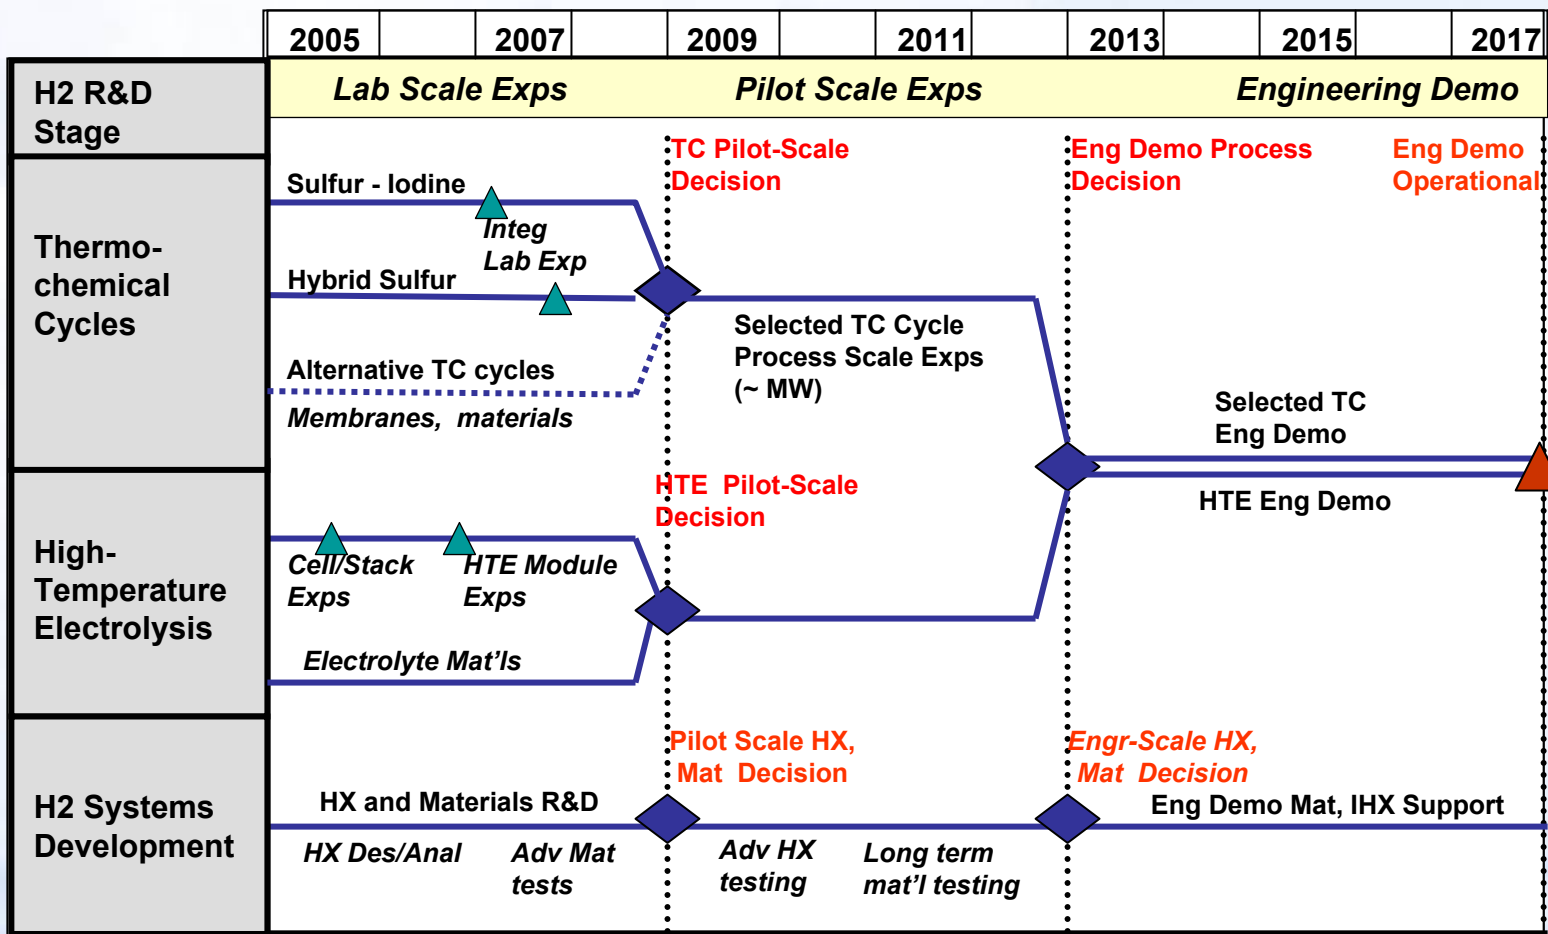 2005 2007 2009 2011 2013 2015 2017
H2 R&D
Stage
Lab Scale Exps Pilot Scale Exps Engineering Demo
TC Pilot-Scale
Decision
Eng Demo Process
Decision
Eng Demo
Operational
Thermo-
chemical
Cycles
Sulfur - Iodine
Integ
Lab Exp
Hybrid Sulfur
Alternative TC cycles
Membranes, materials
Selected TC Cycle
Process Scale Exps
(~ MW)
Selected TC
Eng Demo
HTE Eng Demo
High-
Temperature
Electrolysis
HTE Pilot-Scale
Decision
Cell/Stack
Exps
HTE Module
Exps
Electrolyte Mat'ls
H2 Systems
Development
Pilot Scale HX,
Mat Decision
Engr-Scale HX,
Mat Decision
HX and Materials R&D
Eng Demo Mat, IHX Support
HX Des/Anal
Adv Mat
tests
Adv HX
testing
Long term
mat'l testing